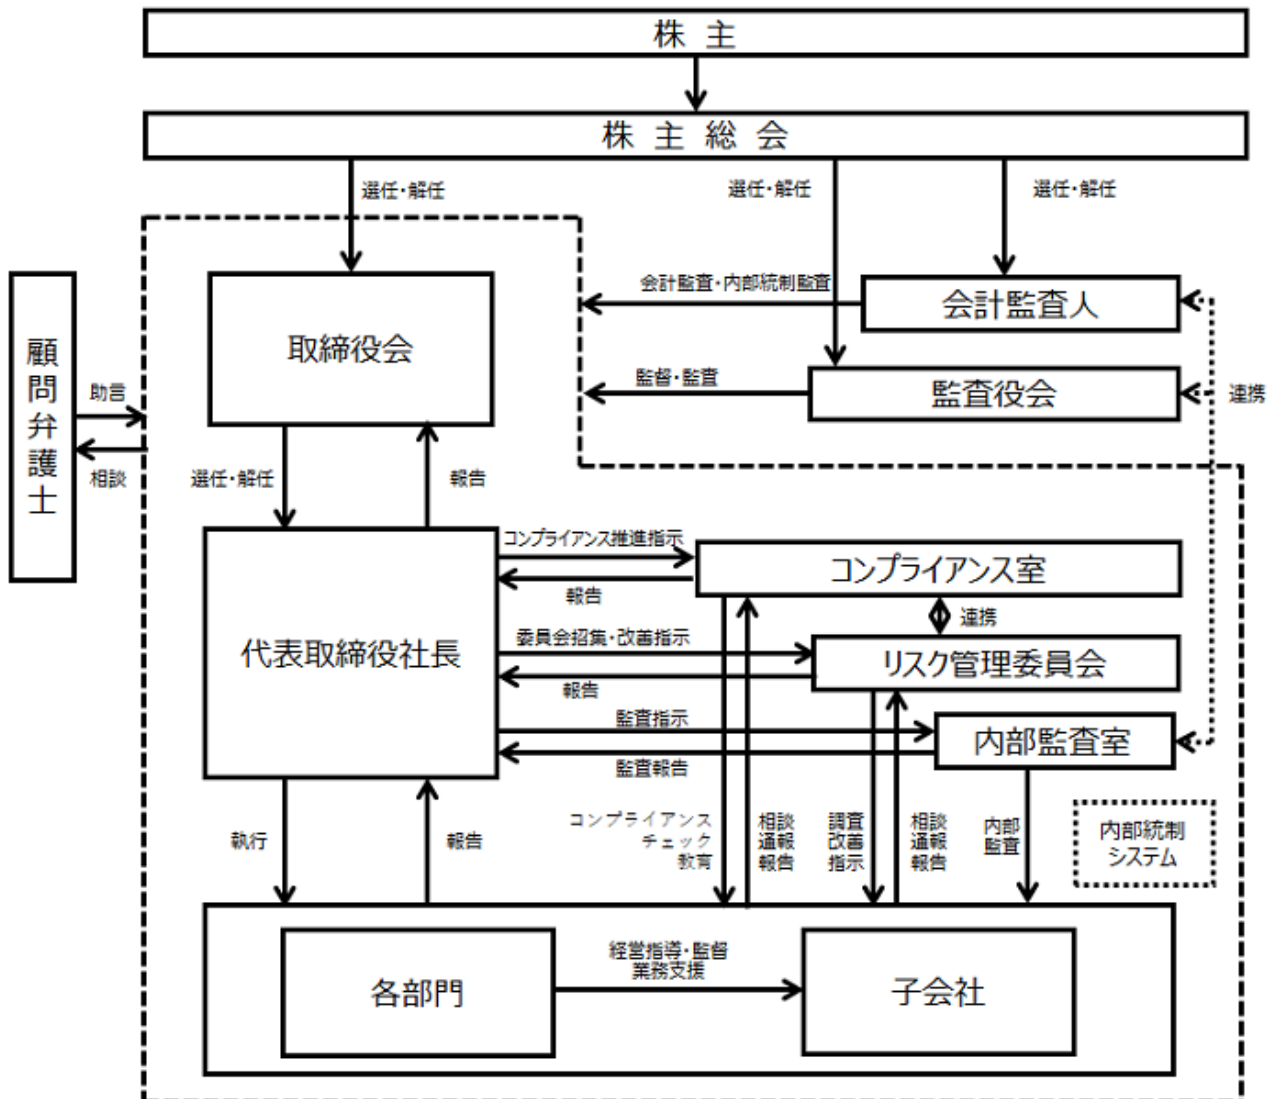 株 主
株 主 総 会
選任・解任
選任・解任
選任・解任
会計監査・内部統制監査
会計監査人
取締役会
監督・監査
監査役会
連携
顧問弁護士
助言
相談
選任・解任
報告
コンプライアンス推進指示
コンプライアンス室
報告
連携
代表取締役社長
委員会招集・改善指示
リスク管理委員会
報告
監査指示
内部監査室
監査報告
執行
報告
コンプライアンス
チェック
教育
相談
通報
報告
調査
改善
指示
相談
通報
報告
内部
監査
内部統制
システム
各部門
経営指導・監督
業務支援
子会社